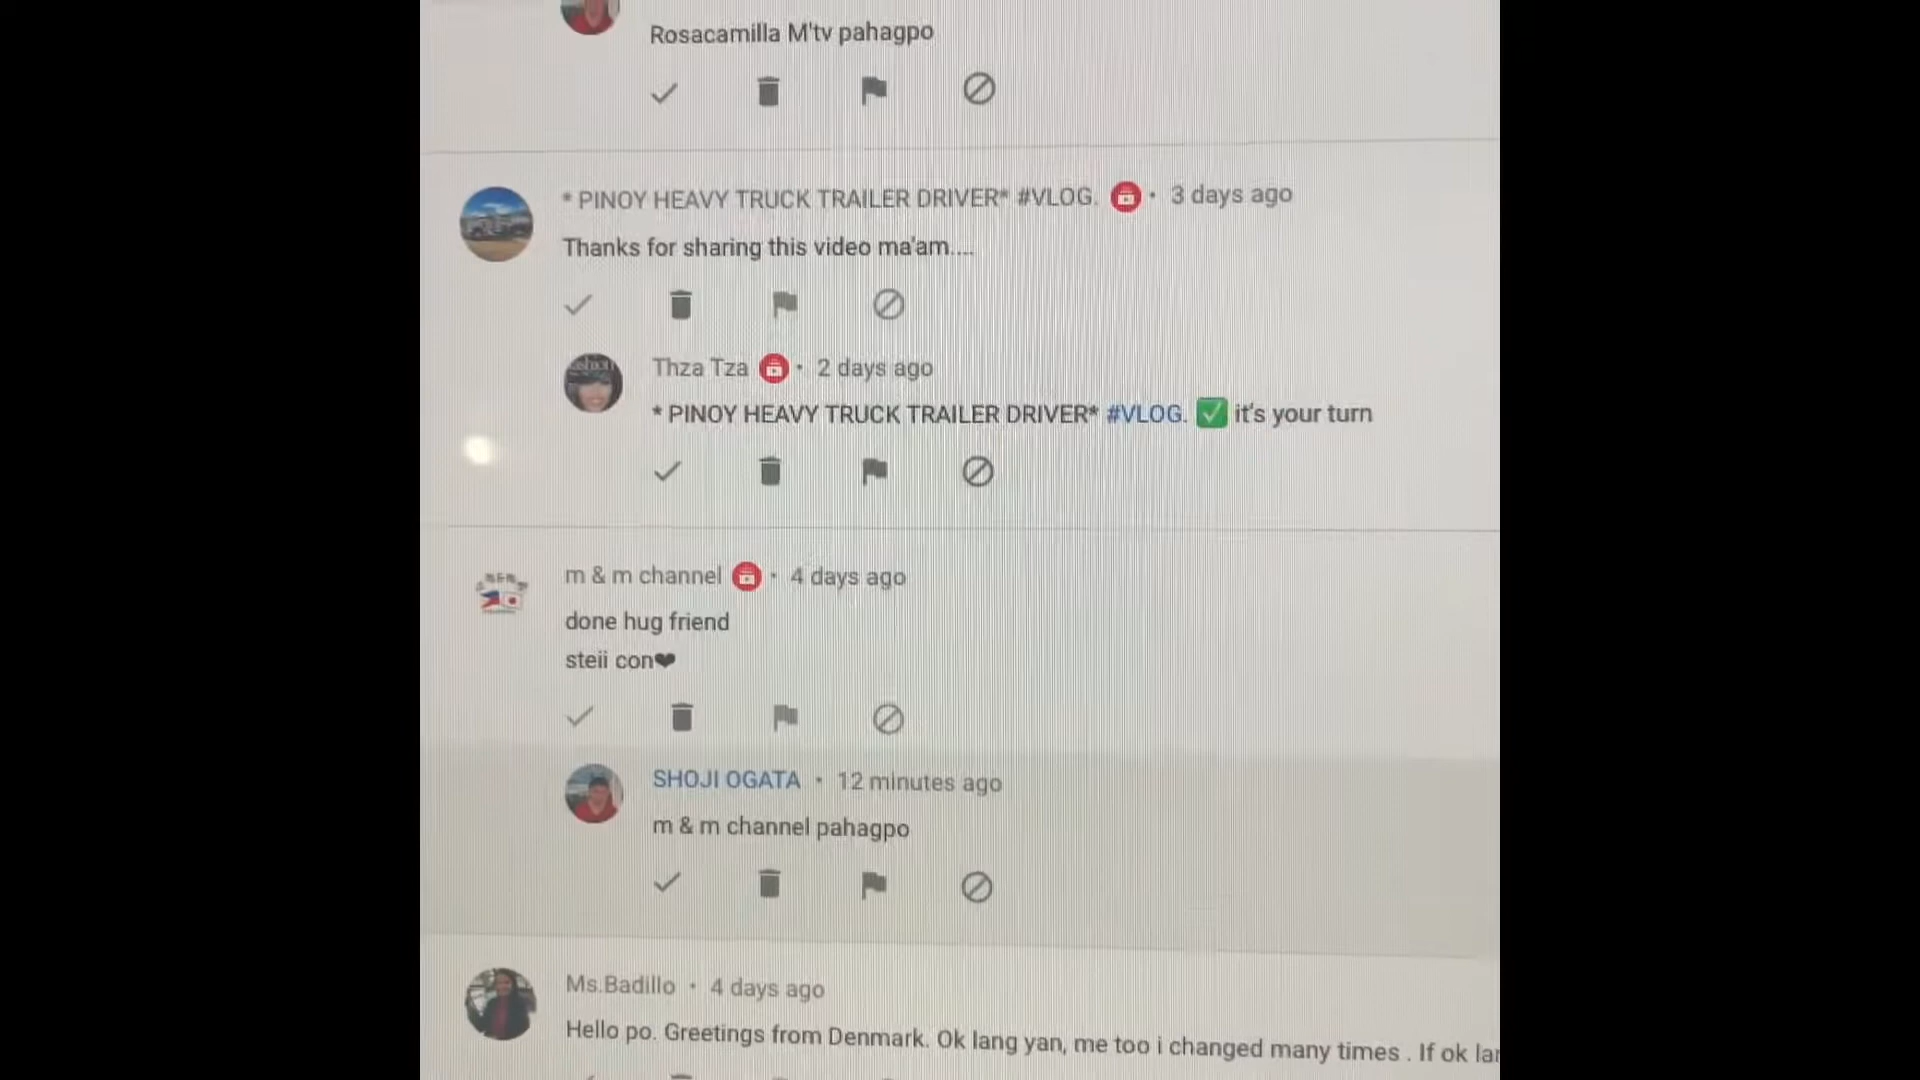 Rosacamilla M'tv pahagpo
* PINOY HEAVY TRUCK TRAILER DRIVER* #VLOG. · 3 days ago
Thanks for sharing this video ma'am....
Thza Tza · 2 days ago
* PINOY HEAVY TRUCK TRAILER DRIVER* #VLOG. ✅ it's your turn
m & m channel · 4 days ago
done hug friend
steii con❤
SHOJI OGATA · 12 minutes ago
m & m channel pahagpo
Ms.Badillo · 4 days ago
Hello po. Greetings from Denmark. Ok lang yan, me too i changed many times . If ok